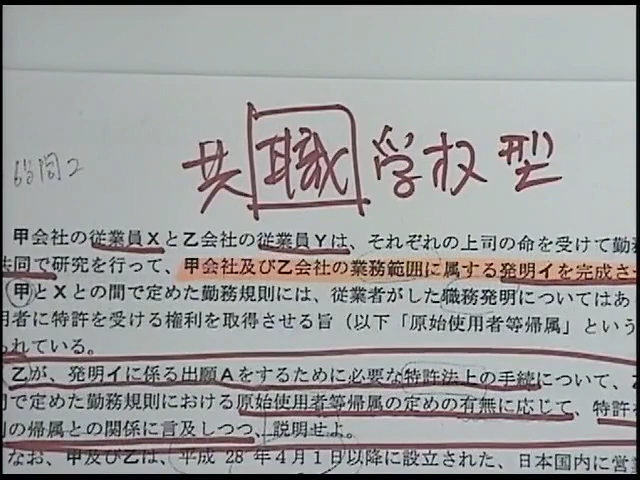 共職学校型
問2
甲会社の従業員Xと乙会社の従業員Yは、それぞれの上司の命を受けて勤
共同で研究を行って、甲会社及び乙会社の業務範囲に属する発明イを完成さ
甲とXとの間で定めた勤務規則には、従業者がした職務発明についてはあ
用者に特許を受ける権利を取得させる旨(以下「原始使用者等帰属」という
られている。
乙が、発明イに係る出願Aをするために必要な特許法上の手続について、
間で定めた勤務規則における原始使用者等帰属の定めの有無に応じて、特許
の帰属との関係に言及しつつ、説明せよ。
なお、甲及び乙は、平成28年4月1日以降に設立された、日本国内に営